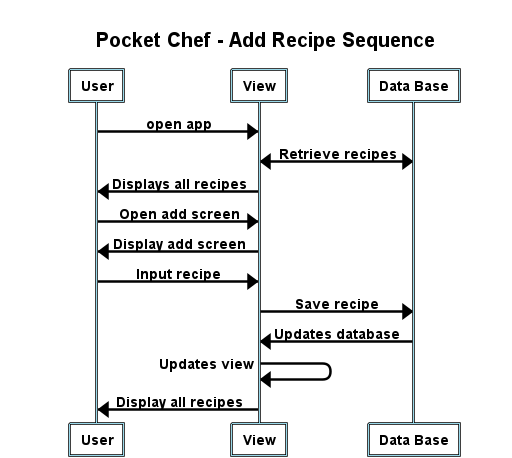 Pocket Chef - Add Recipe Sequence
User View Data Base
open app
Retrieve recipes
Displays all recipes
Open add screen
Display add screen
Input recipe
Save recipe
Updates database
Updates view
Display all recipes
User View Data Base